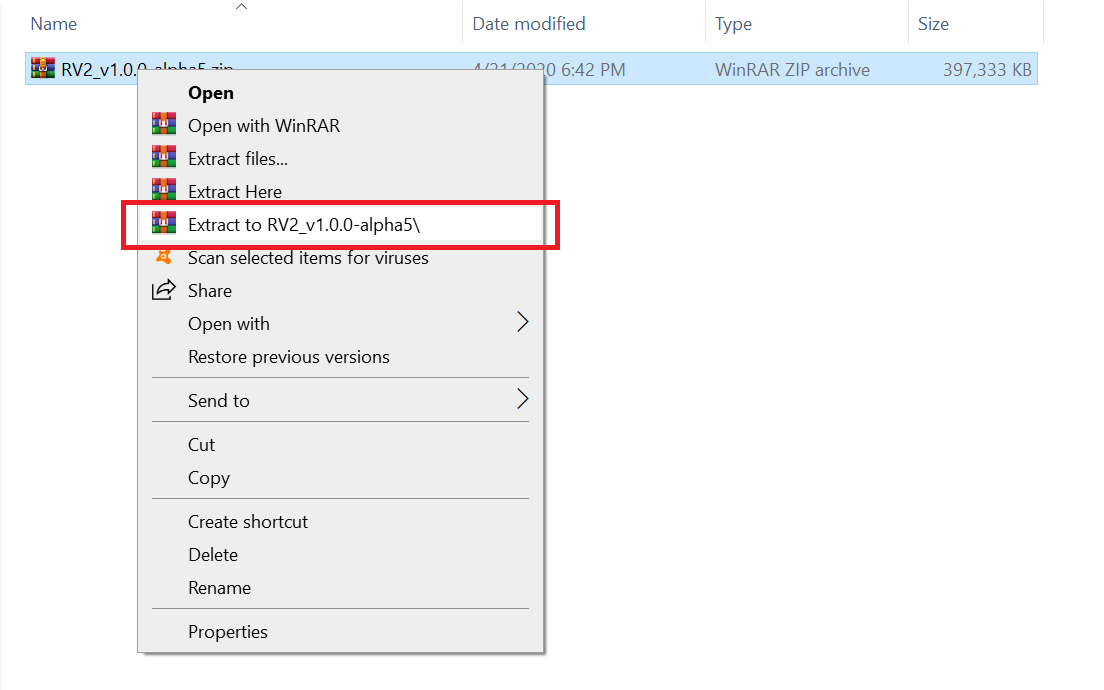 Name Date modified Type Size
RV2_v1.0.0-alpha5.zip 4/21/2020 6:42 PM WinRAR ZIP archive 397,333 KB
Open
Open with WinRAR
Extract files...
Extract Here
Extract to RV2_v1.0.0-alpha5\
Scan selected items for viruses
Share
Open with
Restore previous versions
Send to
Cut
Copy
Create shortcut
Delete
Rename
Properties